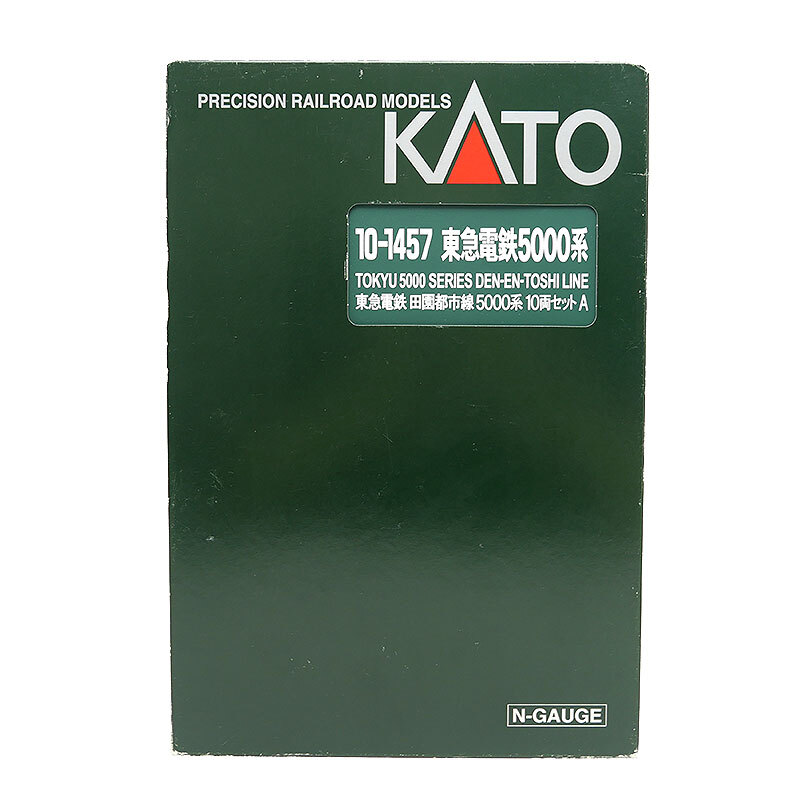 PRECISION RAILROAD MODELS
KATO
10-1457 東急電鉄5000系
TOKYU 5000 SERIES DEN-EN-TOSHI LINE
東急電鉄 田園都市線 5000系 10両セット A
N-GAUGE